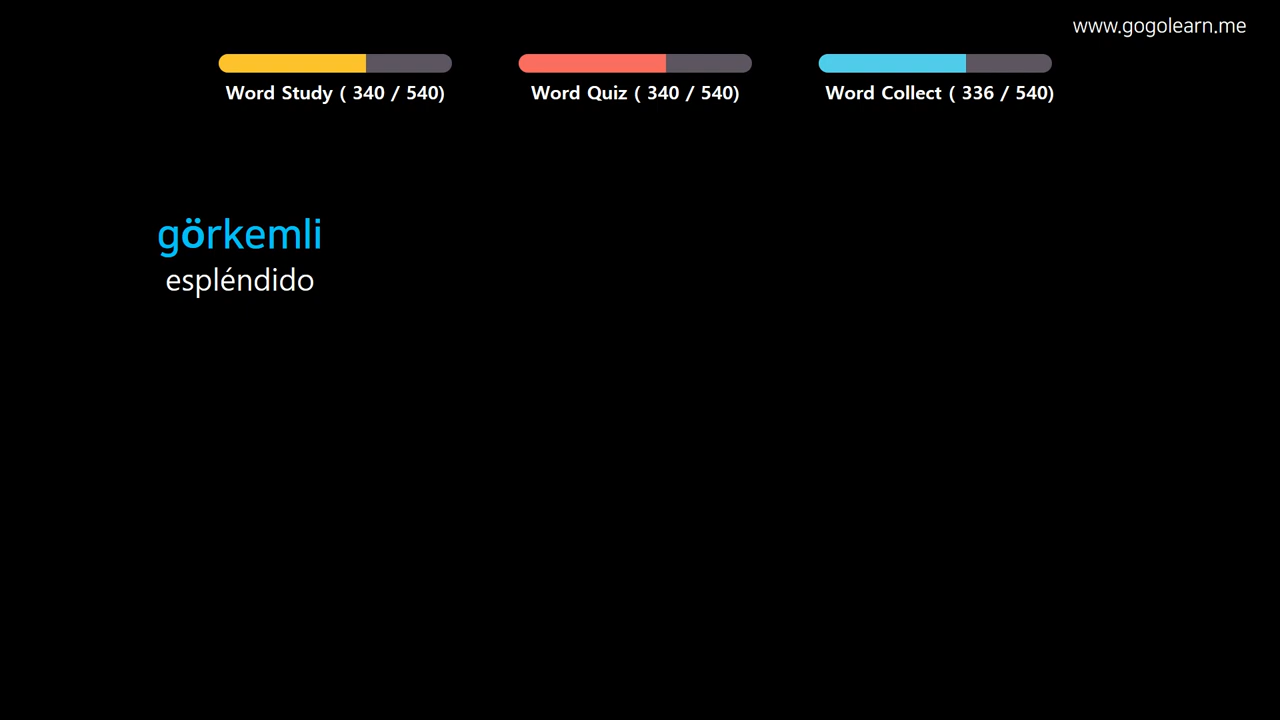 www.gogolearn.me
Word Study ( 340 / 540)
Word Quiz ( 340 / 540)
Word Collect ( 336 / 540)
görkemli
espléndido